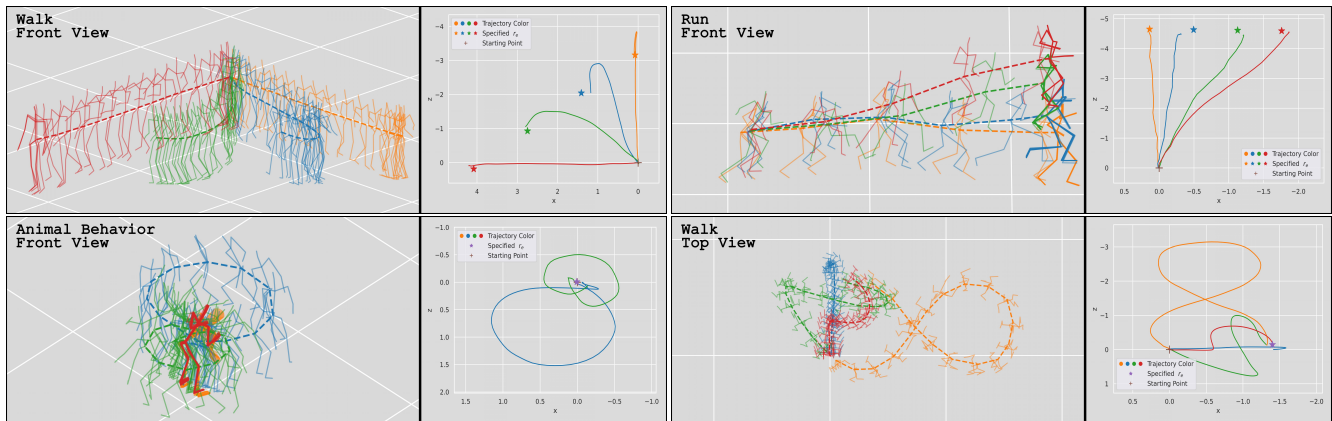 Walk
Front View
Trajectory Color
Specified rₑ
Starting Point
−4
−3
−2
−1
0
z
4
3
2
1
0
x
Run
Front View
−5
−4
−3
−2
−1
0
z
Trajectory Color
Specified rₑ
Starting Point
0.5
0.0
−0.5
−1.0
−1.5
−2.0
x
Animal Behavior
Front View
Trajectory Color
Specified rₑ
Starting Point
−1.0
−0.5
0.0
0.5
1.0
1.5
2.0
z
1.0
0.5
0.0
−0.5
−1.0
x
Walk
Top View
−3
−2
−1
0
1
z
Trajectory Color
Specified rₑ
Starting Point
0.5
0.0
−0.5
−1.0
−1.5
−2.0
x